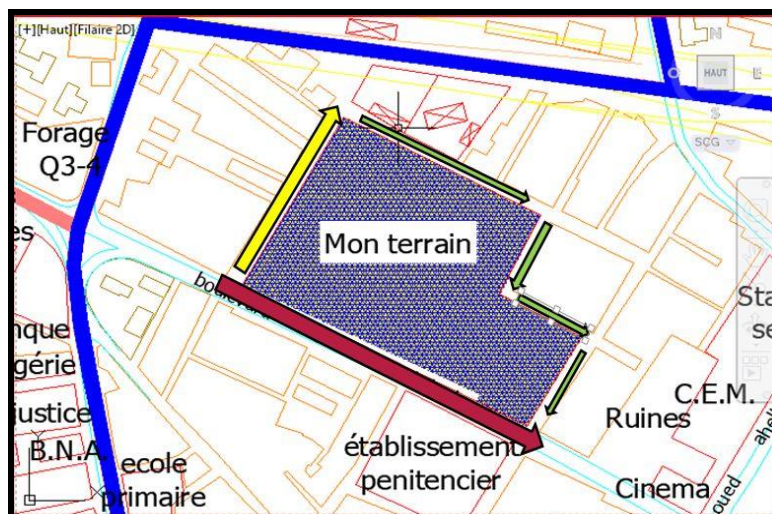 [+][Haut][Filaire 2D]
N
O
HAUT
E
S
SCG
Forage
Q3-4
es
Mon terrain
Sta
se
nque
gérie
justice
B.N.A.
ecole
primaire
établissement
penitencier
C.E.M.
Ruines
Cinema
oued